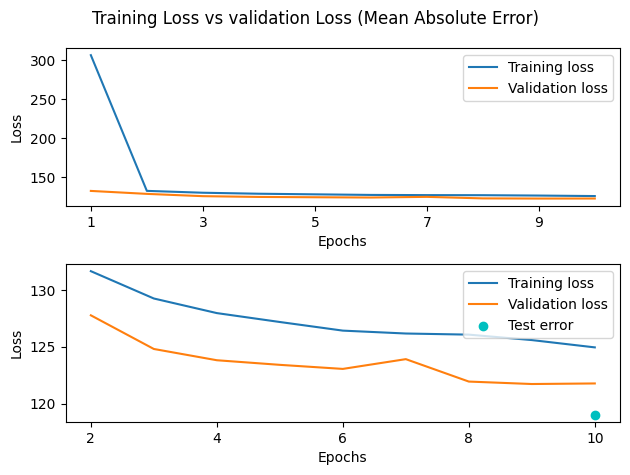 Training Loss vs validation Loss (Mean Absolute Error)
300
250
200
150
Loss
Training loss
Validation loss
1 3 5 7 9
Epochs
130
125
120
Loss
Training loss
Validation loss
Test error
2 4 6 8 10
Epochs